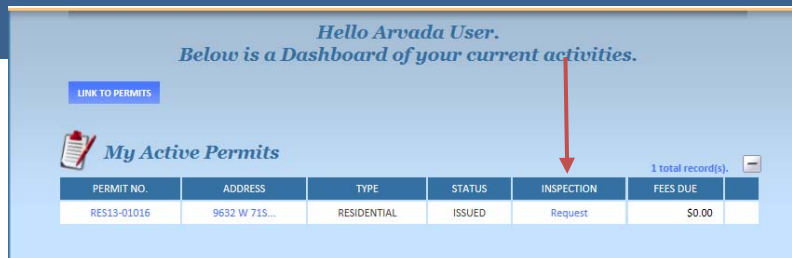 Hello Arvada User.
Below is a Dashboard of your current activities.
LINK TO PERMITS
My Active Permits
1 total record(s).
PERMIT NO. ADDRESS TYPE STATUS INSPECTION FEES DUE
RES13-01016 9632 W 71S... RESIDENTIAL ISSUED Request $0.00